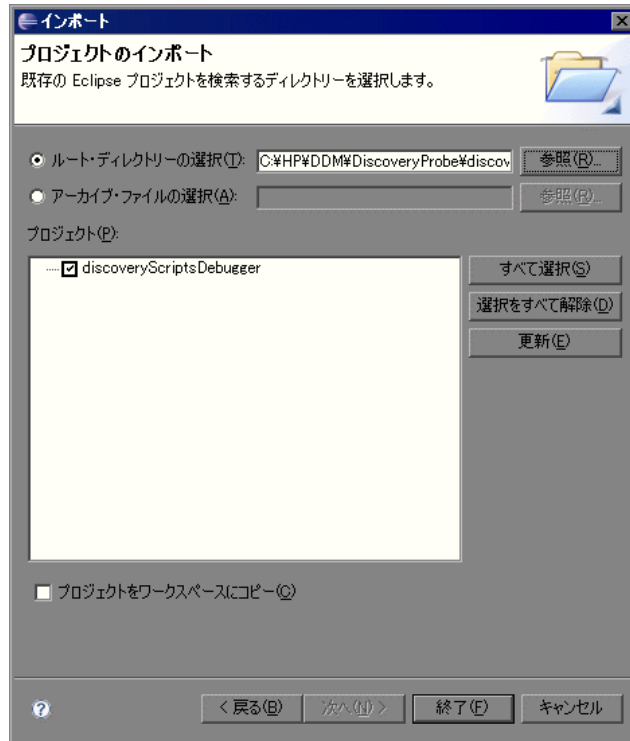 インポート
プロジェクトのインポート
既存の Eclipse プロジェクトを検索するディレクトリーを選択します。
ルート・ディレクトリーの選択(T): C:¥HP¥DDM¥DiscoveryProbe¥discov 参照(R)...
アーカイブ・ファイルの選択(A): 参照(R)...
プロジェクト(P):
discoveryScriptsDebugger
すべて選択(S)
選択をすべて解除(D)
更新(E)
プロジェクトをワークスペースにコピー(C)
? < 戻る(B) 次へ(N) > 終了(F) キャンセル